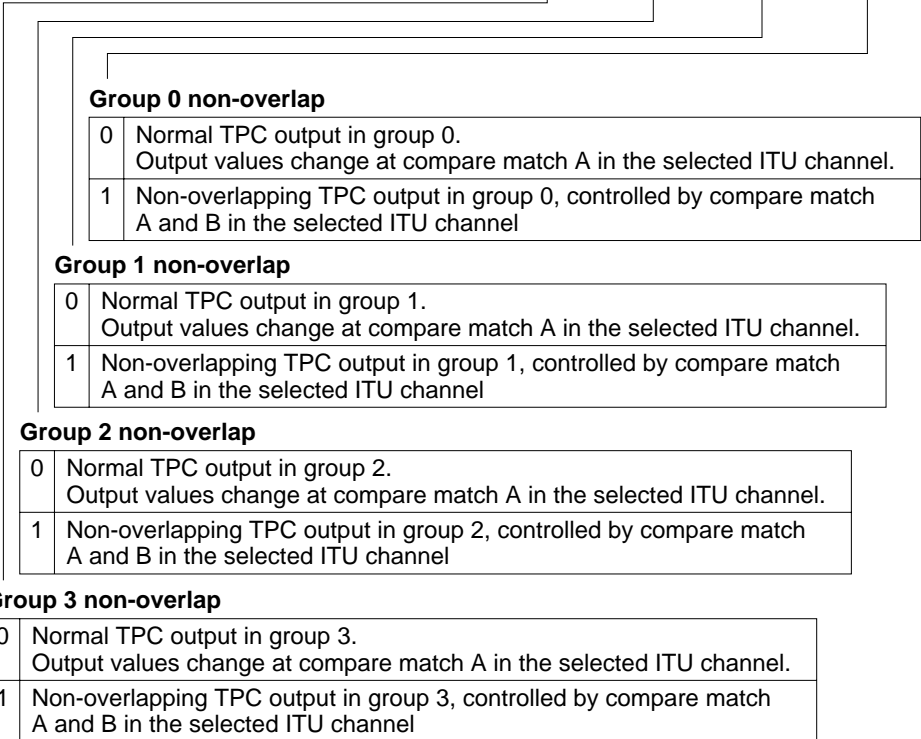 Group 0 non-overlap
0 Normal TPC output in group 0.
Output values change at compare match A in the selected ITU channel.
1 Non-overlapping TPC output in group 0, controlled by compare match
A and B in the selected ITU channel
Group 1 non-overlap
0 Normal TPC output in group 1.
Output values change at compare match A in the selected ITU channel.
1 Non-overlapping TPC output in group 1, controlled by compare match
A and B in the selected ITU channel
Group 2 non-overlap
0 Normal TPC output in group 2.
Output values change at compare match A in the selected ITU channel.
1 Non-overlapping TPC output in group 2, controlled by compare match
A and B in the selected ITU channel
Group 3 non-overlap
0 Normal TPC output in group 3.
Output values change at compare match A in the selected ITU channel.
1 Non-overlapping TPC output in group 3, controlled by compare match
A and B in the selected ITU channel